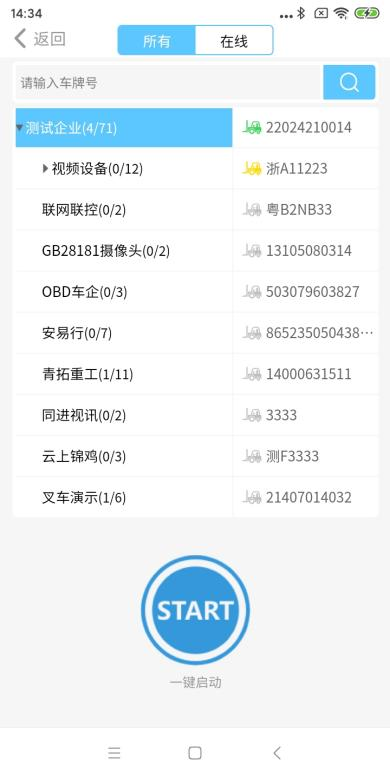 14:34
返回
所有
在线
请输入车牌号
测试企业(4/71)
22024210014
视频设备(0/12)
浙A11223
联网联控(0/2)
粤B2NB33
GB28181摄像头(0/2)
13105080314
OBD车企(0/3)
503079603827
安易行(0/7)
865235050438…
青拓重工(1/11)
14000631511
同进视讯(0/2)
3333
云上锦鸡(0/3)
测F3333
叉车演示(1/6)
21407014032
START
一键启动